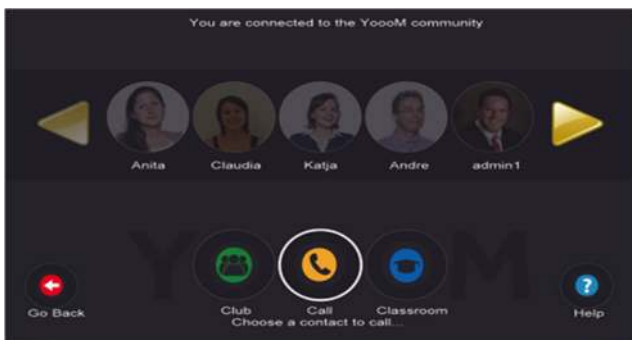 You are connected to the YoooM community
Anita Claudia Katja Andre admin1
YOOOM
Go Back Club Call Classroom Help
Choose a contact to call...